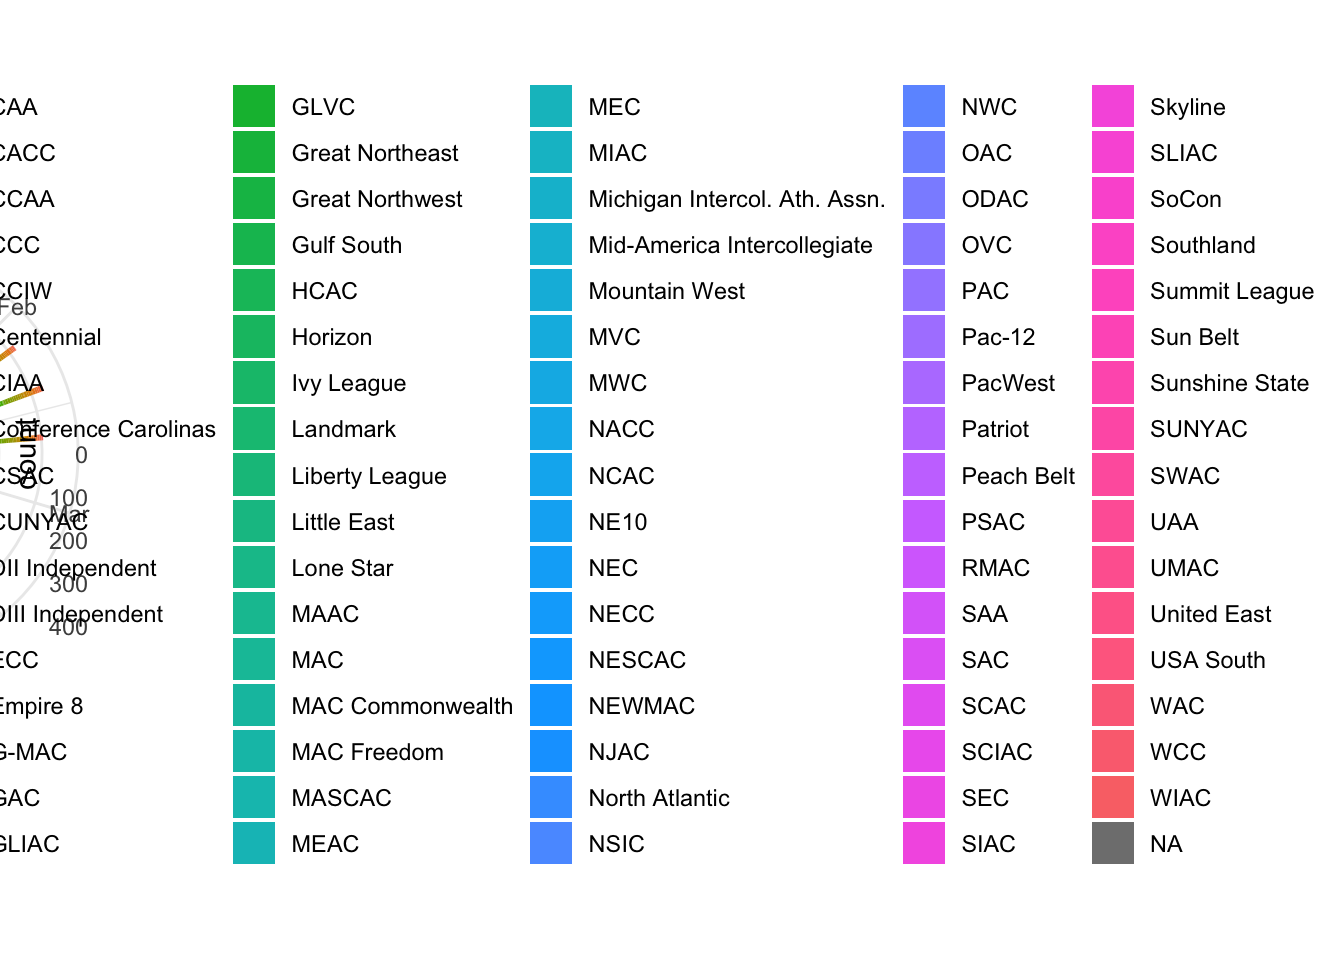 CAA
CACC
CCAA
CCC
CCIW
Centennial
CIAA
Conference Carolinas
CSAC
CUNYAC
DII Independent
DIII Independent
ECC
Empire 8
G-MAC
GAC
GLIAC
Feb
count
0
100
Mar
200
300
400
GLVC
Great Northeast
Great Northwest
Gulf South
HCAC
Horizon
Ivy League
Landmark
Liberty League
Little East
Lone Star
MAAC
MAC
MAC Commonwealth
MAC Freedom
MASCAC
MEAC
MEC
MIAC
Michigan Intercol. Ath. Assn.
Mid-America Intercollegiate
Mountain West
MVC
MWC
NACC
NCAC
NE10
NEC
NECC
NESCAC
NEWMAC
NJAC
North Atlantic
NSIC
NWC
OAC
ODAC
OVC
PAC
Pac-12
PacWest
Patriot
Peach Belt
PSAC
RMAC
SAA
SAC
SCAC
SCIAC
SEC
SIAC
Skyline
SLIAC
SoCon
Southland
Summit League
Sun Belt
Sunshine State
SUNYAC
SWAC
UAA
UMAC
United East
USA South
WAC
WCC
WIAC
NA